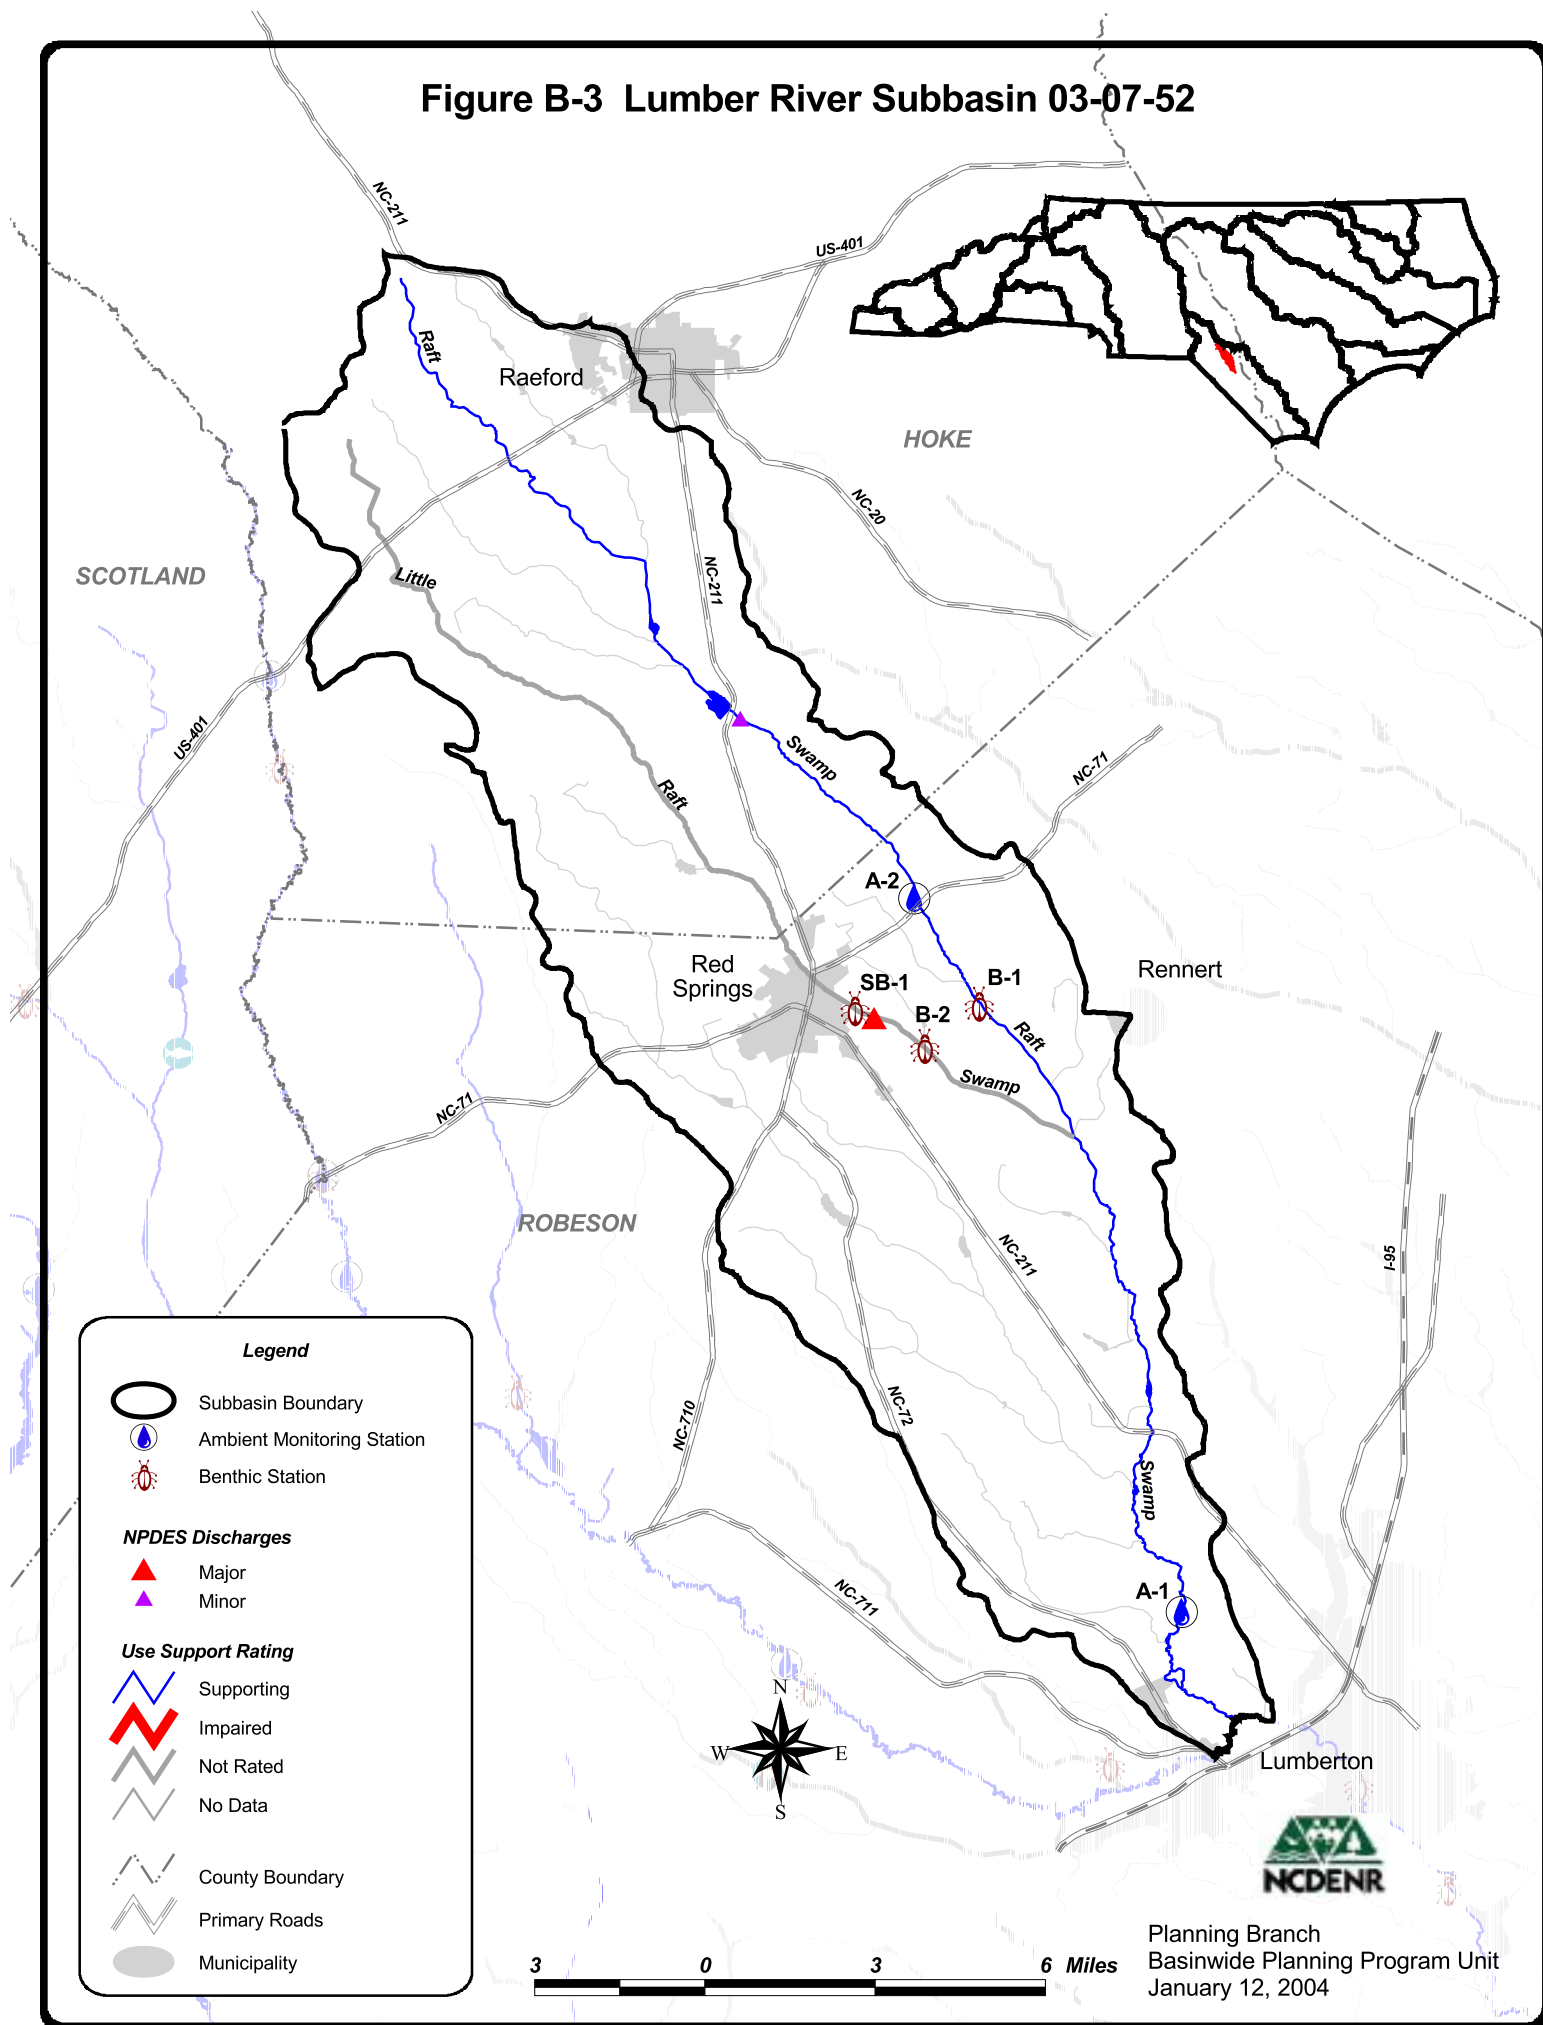 Figure B-3 Lumber River Subbasin 03-07-52
NC-211
US-401
Raft
Raeford
HOKE
NC-20
SCOTLAND
Little
NC-211
US-401
Swamp
NC-71
Raft
A-2
Red
Springs
SB-1
B-1
Rennert
B-2
Raft
Swamp
NC-71
ROBESON
NC-211
I-95
NC-710
NC-72
Swamp
A-1
NC-711
Lumberton
Legend
Subbasin Boundary
Ambient Monitoring Station
Benthic Station
NPDES Discharges
Major
Minor
Use Support Rating
Supporting
Impaired
Not Rated
No Data
County Boundary
Primary Roads
Municipality
N
W E
S
3 0 3 6 Miles
NCDENR
Planning Branch
Basinwide Planning Program Unit
January 12, 2004